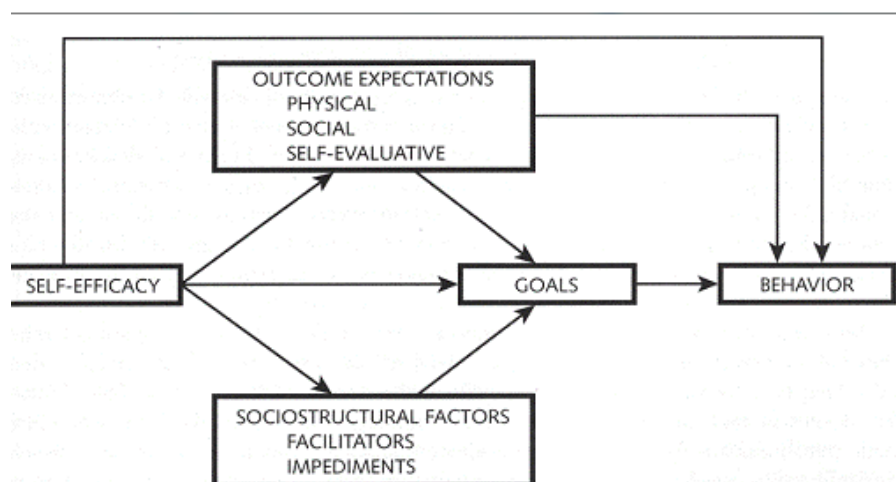 OUTCOME EXPECTATIONS
PHYSICAL
SOCIAL
SELF-EVALUATIVE
SELF-EFFICACY
GOALS
BEHAVIOR
SOCIOSTRUCTURAL FACTORS
FACILITATORS
IMPEDIMENTS